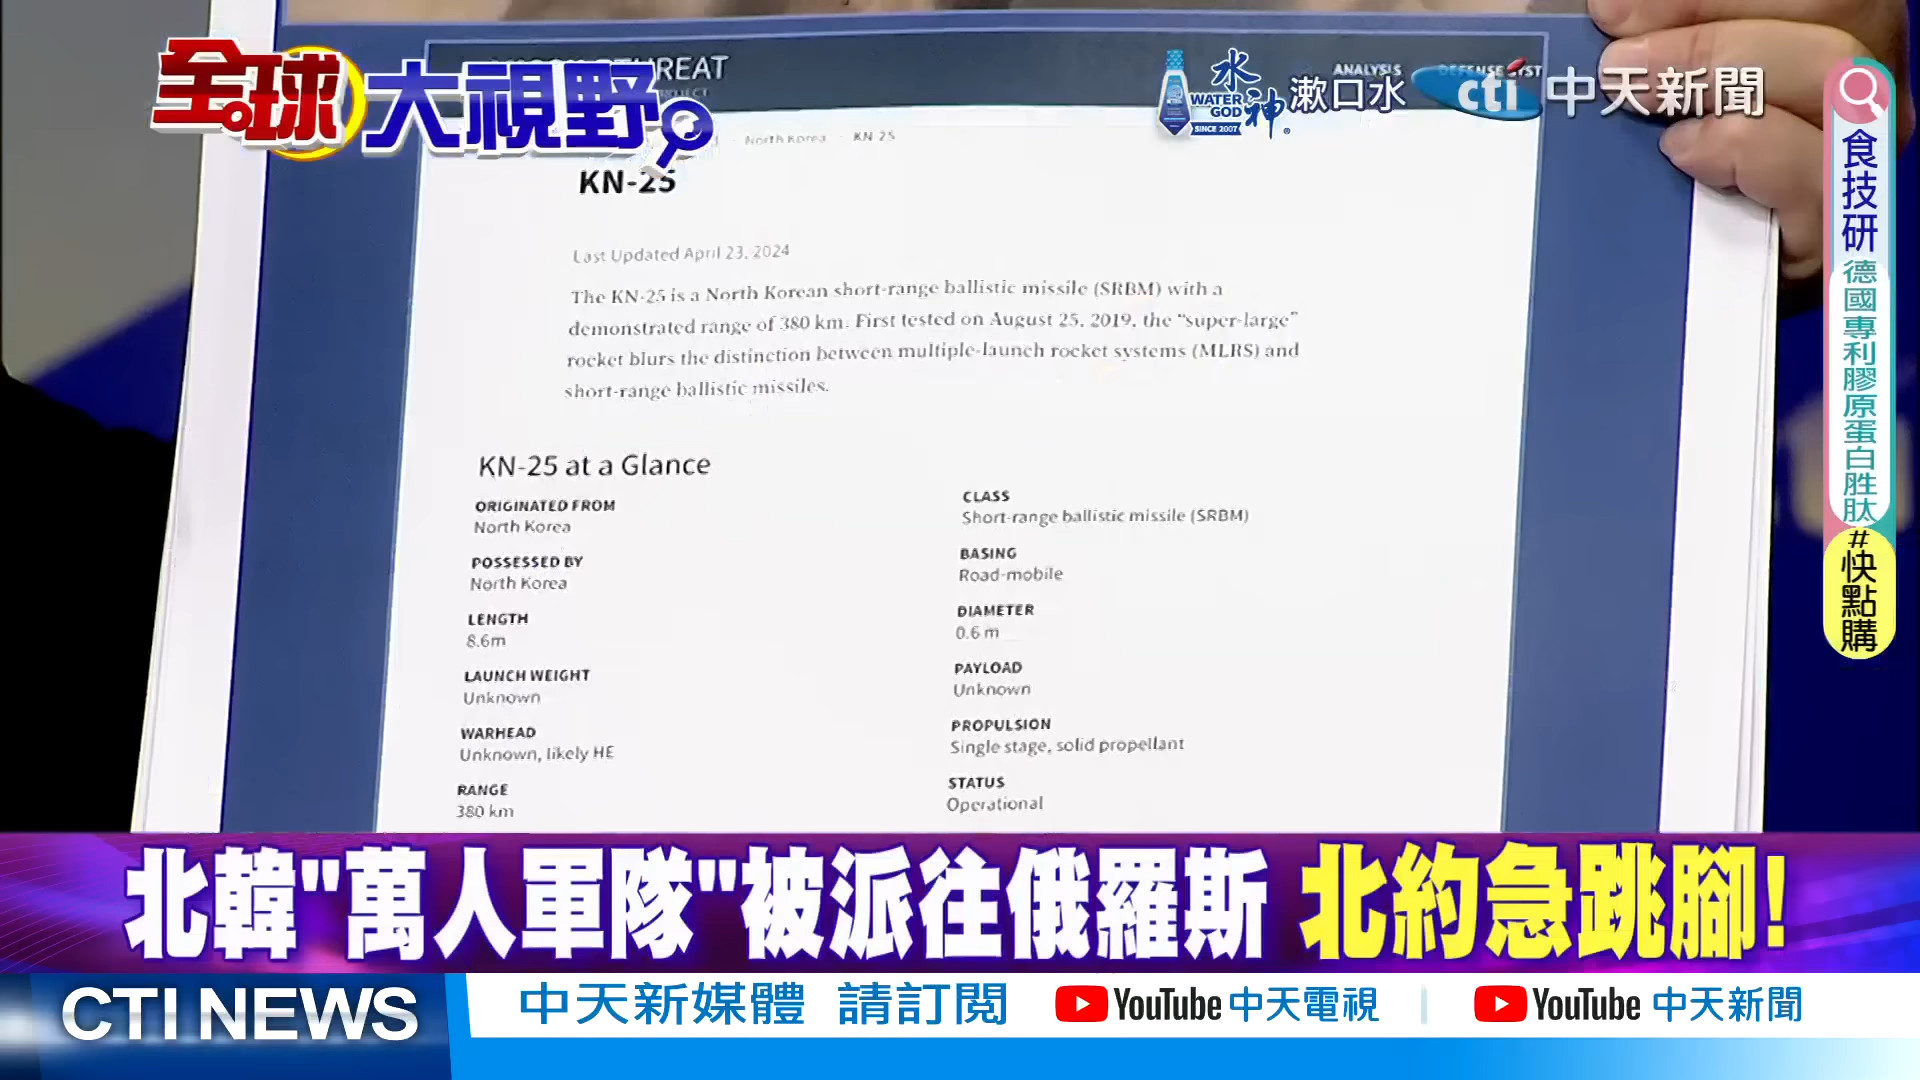 全球大視野
THREAT
ANALYSIS
水神
WATER GOD
SINCE 2007
漱口水
cti 中天新聞
North Korea
KN-25
KN-25
Last Updated April 23, 2024
The KN-25 is a North Korean short-range ballistic missile (SRBM) with a
demonstrated range of 380 km. First tested on August 25, 2019, the “super-large”
rocket blurs the distinction between multiple-launch rocket systems (MLRS) and
short-range ballistic missiles.
KN-25 at a Glance
ORIGINATED FROM
North Korea
CLASS
Short-range ballistic missile (SRBM)
POSSESSED BY
North Korea
BASING
Road-mobile
LENGTH
8.6m
DIAMETER
0.6 m
LAUNCH WEIGHT
Unknown
PAYLOAD
Unknown
WARHEAD
Unknown, likely HE
PROPULSION
Single stage, solid propellant
RANGE
380 km
STATUS
Operational
食技研
德國專利膠原蛋白胜肽
#快點購
北韓"萬人軍隊"被派往俄羅斯 北約急跳腳!
CTI NEWS
中天新媒體 請訂閱 YouTube 中天電視 | YouTube 中天新聞